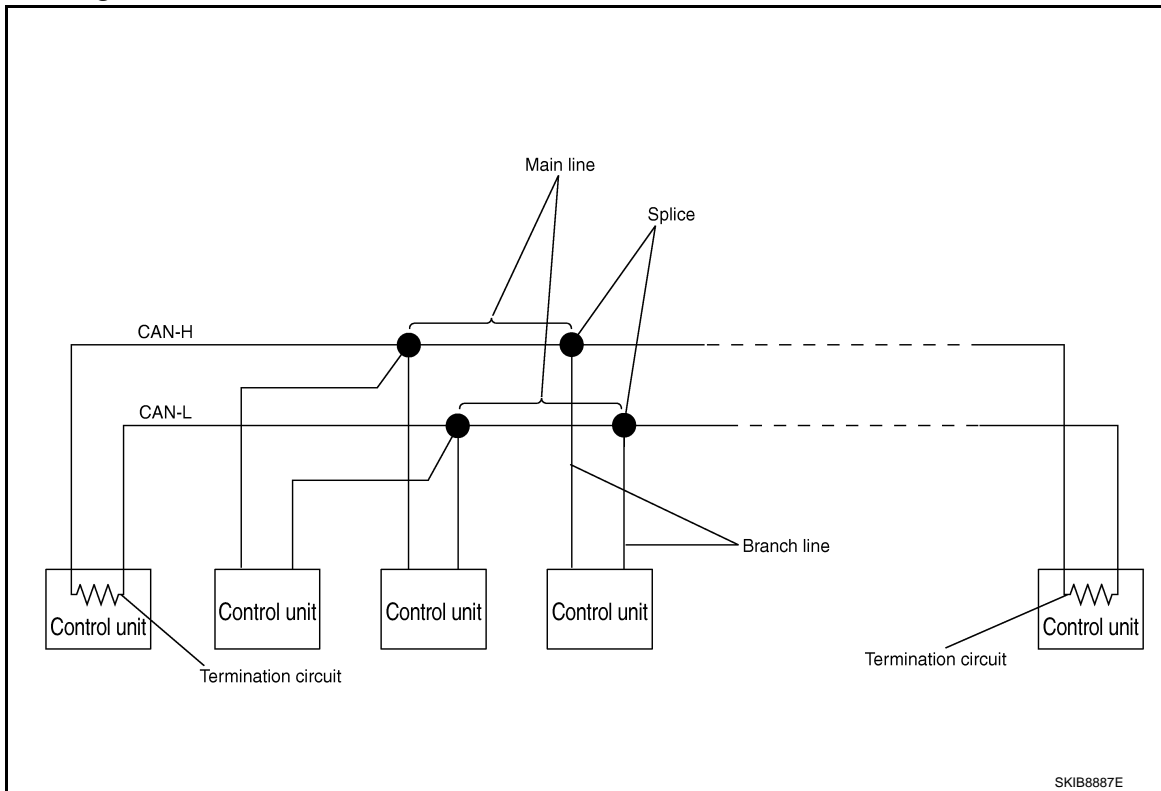 Main line
Splice
CAN-H
CAN-L
Branch line
Control unit
Control unit
Control unit
Control unit
Control unit
Termination circuit
Termination circuit
SKIB8887E